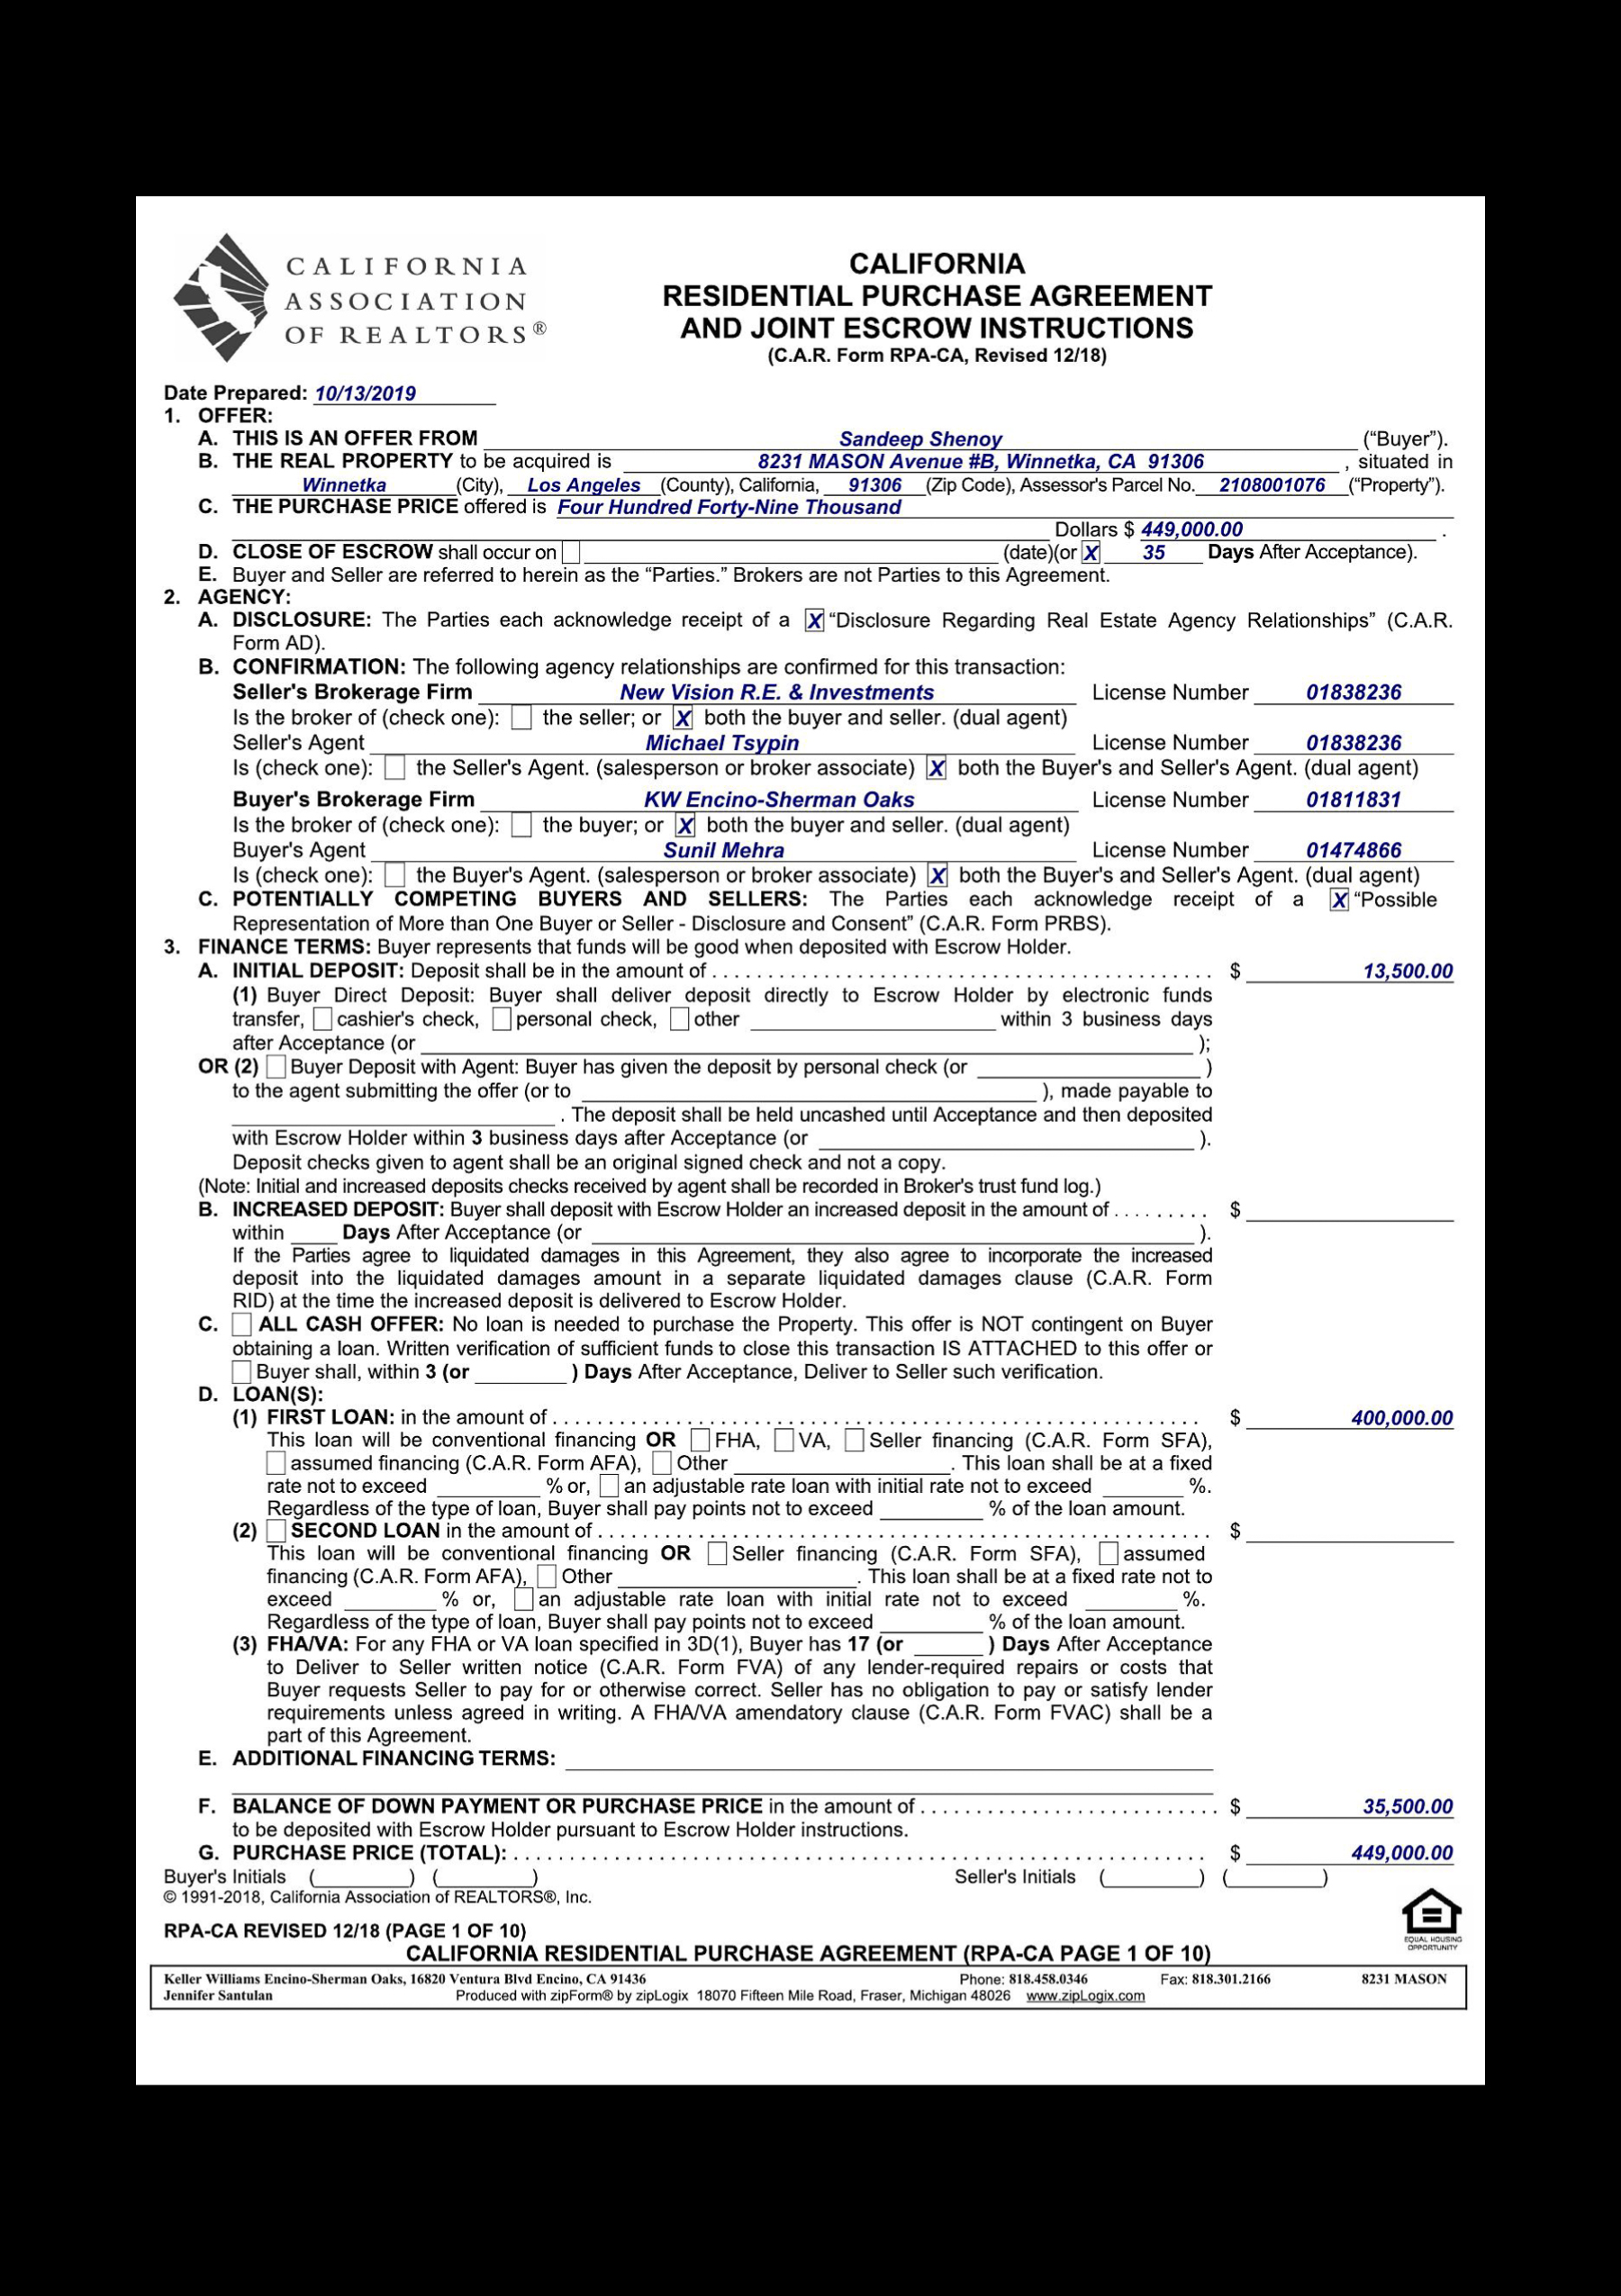 CALIFORNIA
ASSOCIATION
OF REALTORS®
CALIFORNIA
RESIDENTIAL PURCHASE AGREEMENT
AND JOINT ESCROW INSTRUCTIONS
(C.A.R. Form RPA-CA, Revised 12/18)
Date Prepared: 10/13/2019
1. OFFER:
A. THIS IS AN OFFER FROM Sandeep Shenoy (“Buyer”).
B. THE REAL PROPERTY to be acquired is 8231 MASON Avenue #B, Winnetka, CA 91306 , situated in
Winnetka (City), Los Angeles (County), California, 91306 (Zip Code), Assessor's Parcel No. 2108001076 (“Property”).
C. THE PURCHASE PRICE offered is Four Hundred Forty-Nine Thousand
Dollars $ 449,000.00 .
D. CLOSE OF ESCROW shall occur on (date)(or X 35 Days After Acceptance).
E. Buyer and Seller are referred to herein as the “Parties.” Brokers are not Parties to this Agreement.
2. AGENCY:
A. DISCLOSURE: The Parties each acknowledge receipt of a X “Disclosure Regarding Real Estate Agency Relationships” (C.A.R.
Form AD).
B. CONFIRMATION: The following agency relationships are confirmed for this transaction:
Seller's Brokerage Firm New Vision R.E. & Investments License Number 01838236
Is the broker of (check one): the seller; or X both the buyer and seller. (dual agent)
Seller's Agent Michael Tsypin License Number 01838236
Is (check one): the Seller's Agent. (salesperson or broker associate) X both the Buyer's and Seller's Agent. (dual agent)
Buyer's Brokerage Firm KW Encino-Sherman Oaks License Number 01811831
Is the broker of (check one): the buyer; or X both the buyer and seller. (dual agent)
Buyer's Agent Sunil Mehra License Number 01474866
Is (check one): the Buyer's Agent. (salesperson or broker associate) X both the Buyer's and Seller's Agent. (dual agent)
C. POTENTIALLY COMPETING BUYERS AND SELLERS: The Parties each acknowledge receipt of a X “Possible
Representation of More than One Buyer or Seller - Disclosure and Consent” (C.A.R. Form PRBS).
3. FINANCE TERMS: Buyer represents that funds will be good when deposited with Escrow Holder.
A. INITIAL DEPOSIT: Deposit shall be in the amount of . . . . . . . . . . $ 13,500.00
(1) Buyer Direct Deposit: Buyer shall deliver deposit directly to Escrow Holder by electronic funds
transfer, cashier's check, personal check, other within 3 business days
after Acceptance (or );
OR (2) Buyer Deposit with Agent: Buyer has given the deposit by personal check (or )
to the agent submitting the offer (or to ), made payable to
. The deposit shall be held uncashed until Acceptance and then deposited
with Escrow Holder within 3 business days after Acceptance (or ).
Deposit checks given to agent shall be an original signed check and not a copy.
(Note: Initial and increased deposits checks received by agent shall be recorded in Broker's trust fund log.)
B. INCREASED DEPOSIT: Buyer shall deposit with Escrow Holder an increased deposit in the amount of . . . . . . . . . $
within Days After Acceptance (or ).
If the Parties agree to liquidated damages in this Agreement, they also agree to incorporate the increased
deposit into the liquidated damages amount in a separate liquidated damages clause (C.A.R. Form
RID) at the time the increased deposit is delivered to Escrow Holder.
C. ALL CASH OFFER: No loan is needed to purchase the Property. This offer is NOT contingent on Buyer
obtaining a loan. Written verification of sufficient funds to close this transaction IS ATTACHED to this offer or
Buyer shall, within 3 (or ) Days After Acceptance, Deliver to Seller such verification.
D. LOAN(S):
(1) FIRST LOAN: in the amount of . . . . . . . . . . $ 400,000.00
This loan will be conventional financing OR FHA, VA, Seller financing (C.A.R. Form SFA),
assumed financing (C.A.R. Form AFA), Other . This loan shall be at a fixed
rate not to exceed % or, an adjustable rate loan with initial rate not to exceed %.
Regardless of the type of loan, Buyer shall pay points not to exceed % of the loan amount.
(2) SECOND LOAN in the amount of . . . . . . . . . . $
This loan will be conventional financing OR Seller financing (C.A.R. Form SFA), assumed
financing (C.A.R. Form AFA), Other . This loan shall be at a fixed rate not to
exceed % or, an adjustable rate loan with initial rate not to exceed %.
Regardless of the type of loan, Buyer shall pay points not to exceed % of the loan amount.
(3) FHA/VA: For any FHA or VA loan specified in 3D(1), Buyer has 17 (or ) Days After Acceptance
to Deliver to Seller written notice (C.A.R. Form FVA) of any lender-required repairs or costs that
Buyer requests Seller to pay for or otherwise correct. Seller has no obligation to pay or satisfy lender
requirements unless agreed in writing. A FHA/VA amendatory clause (C.A.R. Form FVAC) shall be a
part of this Agreement.
E. ADDITIONAL FINANCING TERMS:
F. BALANCE OF DOWN PAYMENT OR PURCHASE PRICE in the amount of . . . . . . . . . . $ 35,500.00
to be deposited with Escrow Holder pursuant to Escrow Holder instructions.
G. PURCHASE PRICE (TOTAL): . . . . . . . . . . $ 449,000.00
Buyer's Initials ( ) ( ) Seller's Initials ( ) ( )
© 1991-2018, California Association of REALTORS®, Inc.
RPA-CA REVISED 12/18 (PAGE 1 OF 10)
EQUAL HOUSING
OPPORTUNITY
CALIFORNIA RESIDENTIAL PURCHASE AGREEMENT (RPA-CA PAGE 1 OF 10)
Keller Williams Encino-Sherman Oaks, 16820 Ventura Blvd Encino, CA 91436 Phone: 818.458.0346 Fax: 818.301.2166 8231 MASON
Jennifer Santulan Produced with zipForm® by zipLogix 18070 Fifteen Mile Road, Fraser, Michigan 48026 www.zipLogix.com